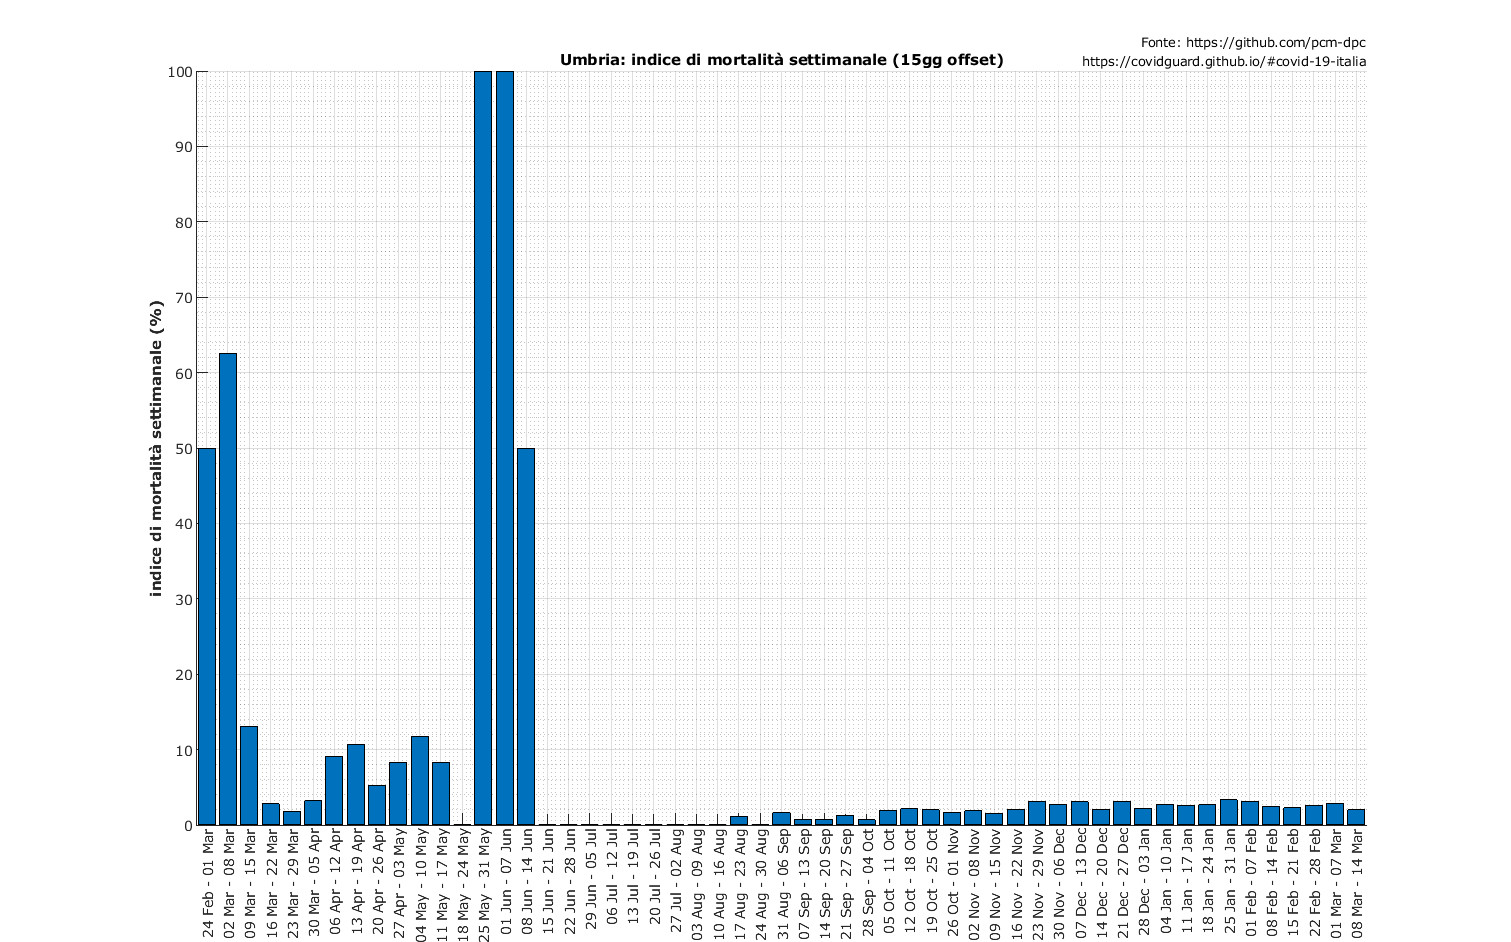 Fonte: https://github.com/pcm-dpc
Umbria: indice di mortalità settimanale (15gg offset)
https://covidguard.github.io/#covid-19-italia
indice di mortalità settimanale (%)
100
90
80
70
60
50
40
30
20
10
0
24 Feb - 01 Mar
02 Mar - 08 Mar
09 Mar - 15 Mar
16 Mar - 22 Mar
23 Mar - 29 Mar
30 Mar - 05 Apr
06 Apr - 12 Apr
13 Apr - 19 Apr
20 Apr - 26 Apr
27 Apr - 03 May
04 May - 10 May
11 May - 17 May
18 May - 24 May
25 May - 31 May
01 Jun - 07 Jun
08 Jun - 14 Jun
15 Jun - 21 Jun
22 Jun - 28 Jun
29 Jun - 05 Jul
06 Jul - 12 Jul
13 Jul - 19 Jul
20 Jul - 26 Jul
27 Jul - 02 Aug
03 Aug - 09 Aug
10 Aug - 16 Aug
17 Aug - 23 Aug
24 Aug - 30 Aug
31 Aug - 06 Sep
07 Sep - 13 Sep
14 Sep - 20 Sep
21 Sep - 27 Sep
28 Sep - 04 Oct
05 Oct - 11 Oct
12 Oct - 18 Oct
19 Oct - 25 Oct
26 Oct - 01 Nov
02 Nov - 08 Nov
09 Nov - 15 Nov
16 Nov - 22 Nov
23 Nov - 29 Nov
30 Nov - 06 Dec
07 Dec - 13 Dec
14 Dec - 20 Dec
21 Dec - 27 Dec
28 Dec - 03 Jan
04 Jan - 10 Jan
11 Jan - 17 Jan
18 Jan - 24 Jan
25 Jan - 31 Jan
01 Feb - 07 Feb
08 Feb - 14 Feb
15 Feb - 21 Feb
22 Feb - 28 Feb
01 Mar - 07 Mar
08 Mar - 14 Mar